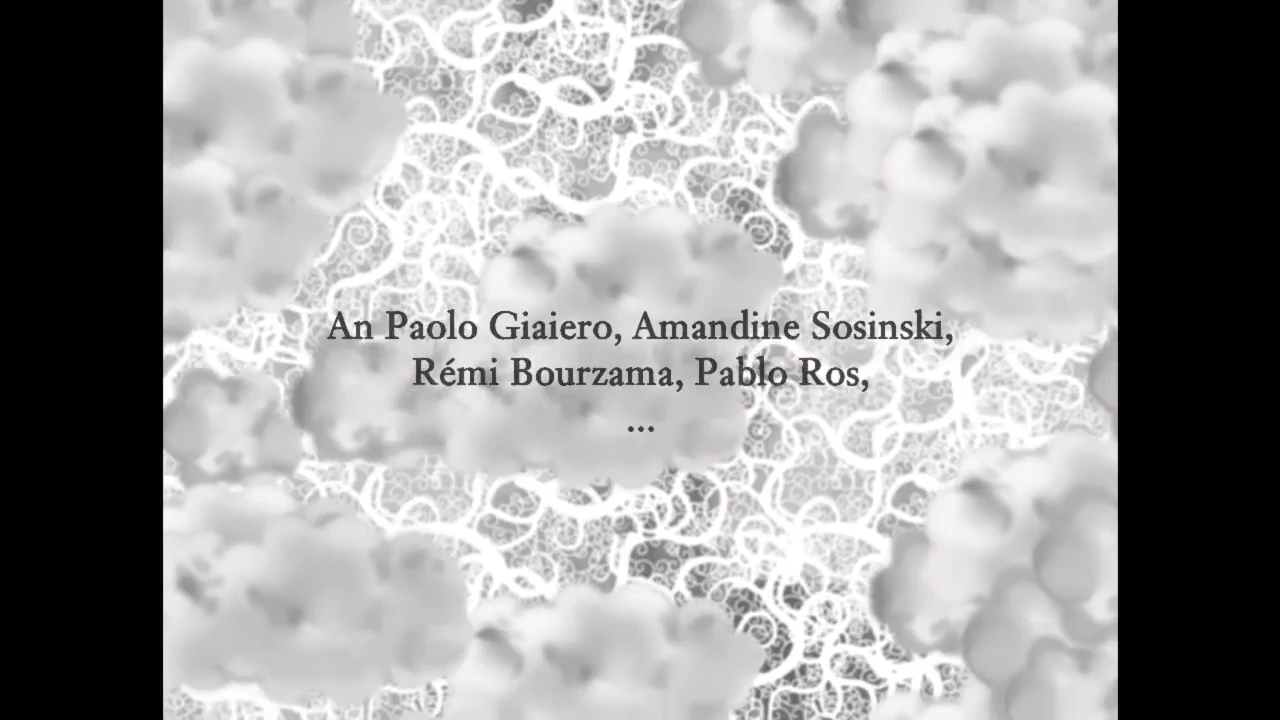 An Paolo Giaiero, Amandine Sosinski,
Rémi Bourzama, Pablo Ros,
...